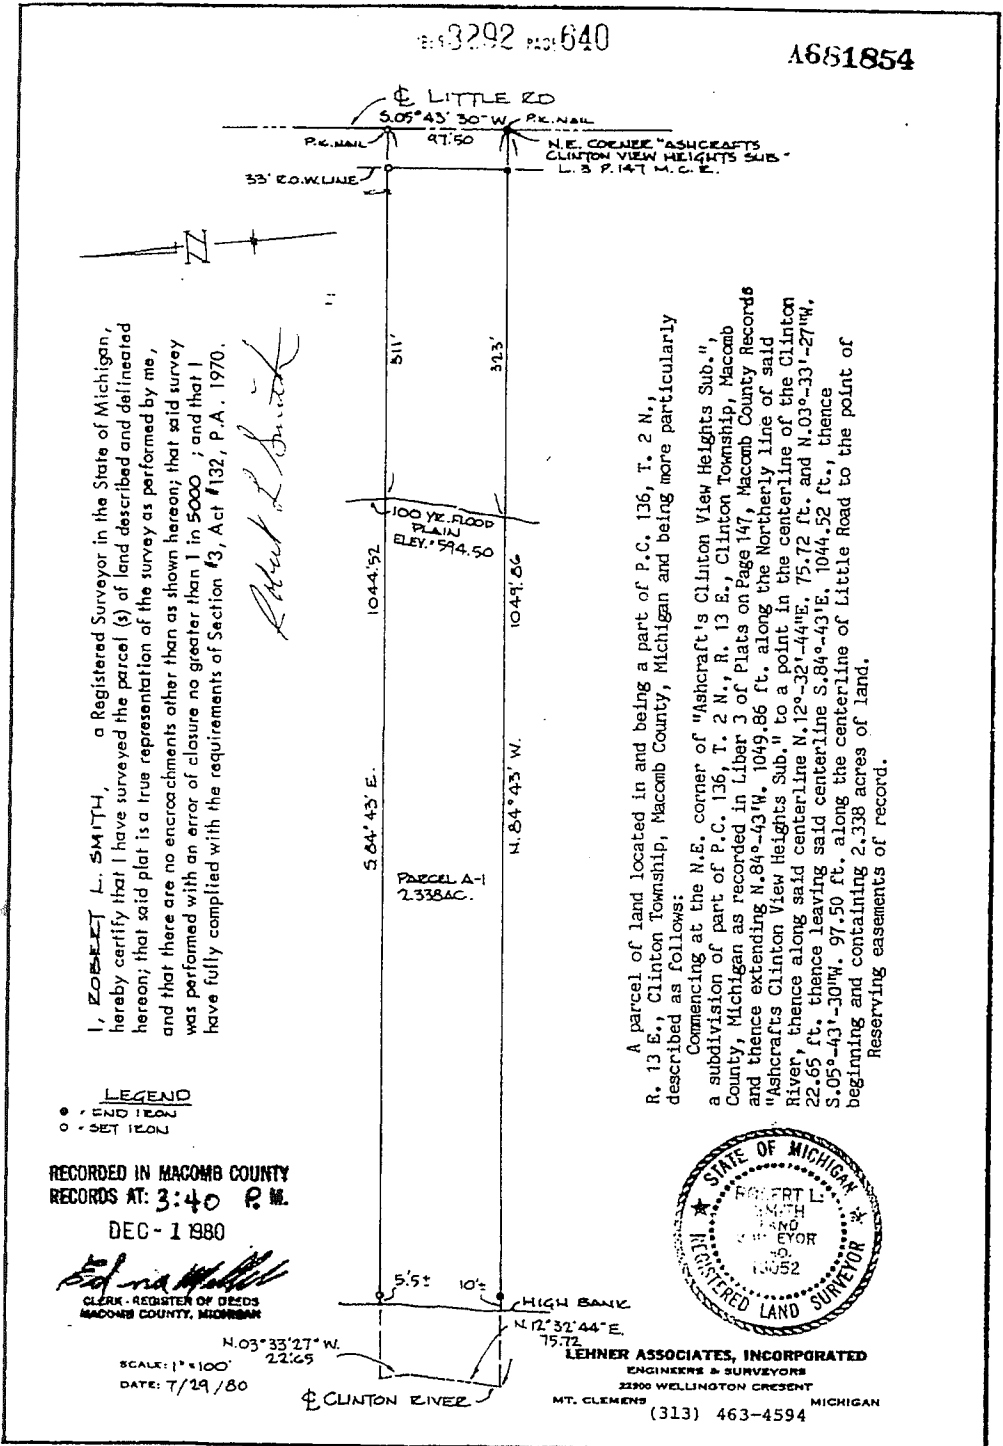 3292 640
A681854
℄ LITTLE RD
S.05°43'30"W.
P.K. NAIL
P.K. NAIL
97.50
N.E. CORNER "ASHCRAFTS
CLINTON VIEW HEIGHTS SUB"
L. 3 P. 147 M.C.R.
33' R.O.W. LINE
N
311'
323'
100 YR. FLOOD
PLAIN
ELEV. 594.50
1044.52
1049.86
S.84°43' E.
N.84°43' W.
PARCEL A-1
2.338 AC.
I, ROBERT L. SMITH, a Registered Surveyor in the State of Michigan,
hereby certify that I have surveyed the parcel (s) of land described and delineated
hereon; that said plat is a true representation of the survey as performed by me,
and that there are no encroachments other than as shown hereon; that said survey
was performed with an error of closure no greater than 1 in 5000 ; and that I
have fully complied with the requirements of Section #3, Act #132, P.A. 1970.
Robert L Smith
A parcel of land located in and being a part of P.C. 136, T. 2 N.,
R. 13 E., Clinton Township, Macomb County, Michigan and being more particularly
described as follows:
Commencing at the N.E. corner of "Ashcraft's Clinton View Heights Sub.",
a subdivision of part of P.C. 136, T. 2 N., R. 13 E., Clinton Township, Macomb
County, Michigan as recorded in Liber 3 of Plats on Page 147, Macomb County Records
and thence extending N.84°-43'W. 1049.86 ft. along the Northerly line of said
"Ashcrafts Clinton View Heights Sub." to a point in the centerline of the Clinton
River, thence along said centerline N.12°-32'-44"E. 75.72 ft. and N.03°-33'-27"W.
22.65 ft. thence leaving said centerline S.84°-43'E. 1044.52 ft., thence
S.05°-43'-30"W. 97.50 ft. along the centerline of Little Road to the point of
beginning and containing 2.338 acres of land.
Reserving easements of record.
LEGEND
● - FND IRON
○ - SET IRON
RECORDED IN MACOMB COUNTY
RECORDS AT: 3:40 P.M.
DEC - 1 1980
CLERK - REGISTER OF DEEDS
MACOMB COUNTY, MICHIGAN
STATE OF MICHIGAN
ROBERT L.
SMITH
LAND
SURVEYOR
NO.
13052
REGISTERED LAND SURVEYOR
5.5±
10'±
HIGH BANK
N.12°32'44"E.
75.72
N.03°33'27"W.
22.65
℄ CLINTON RIVER
SCALE: 1"=100'
DATE: 7/29/80
LEHNER ASSOCIATES, INCORPORATED
ENGINEERS & SURVEYORS
22900 WELLINGTON CRESENT
MT. CLEMENS MICHIGAN
(313) 463-4594